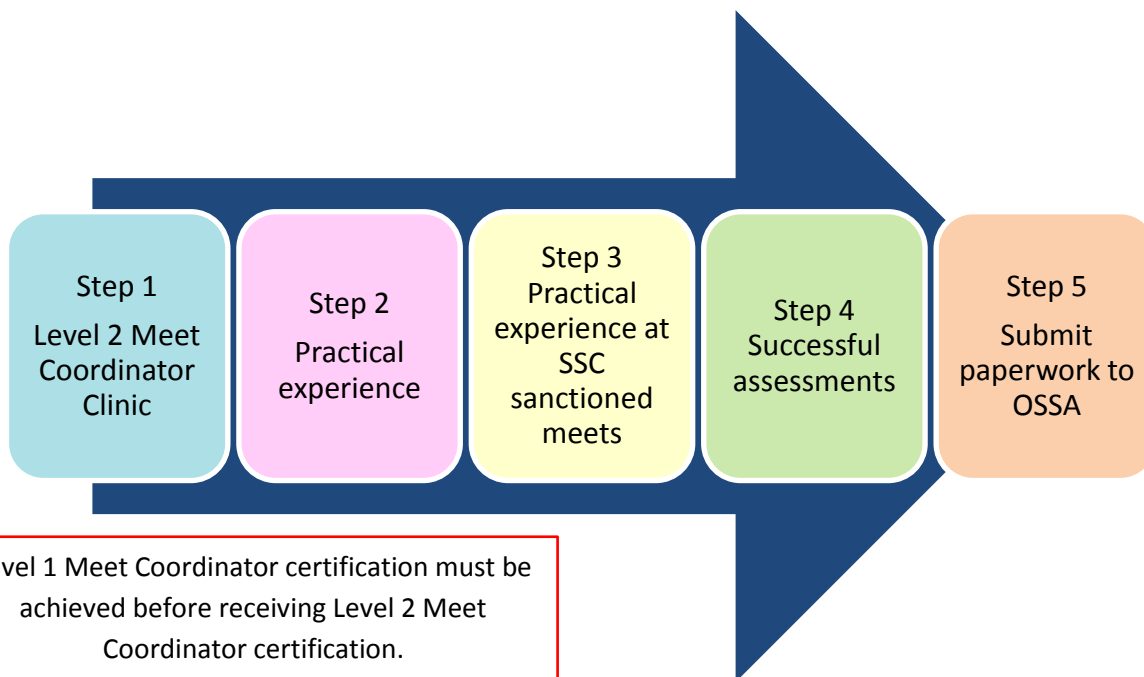 Step 1
Level 2 Meet
Coordinator
Clinic
Step 2
Practical
experience
Step 3
Practical
experience at
SSC
sanctioned
meets
Step 4
Successful
assessments
Step 5
Submit
paperwork to
OSSA
vel 1 Meet Coordinator certification must be
achieved before receiving Level 2 Meet
Coordinator certification.